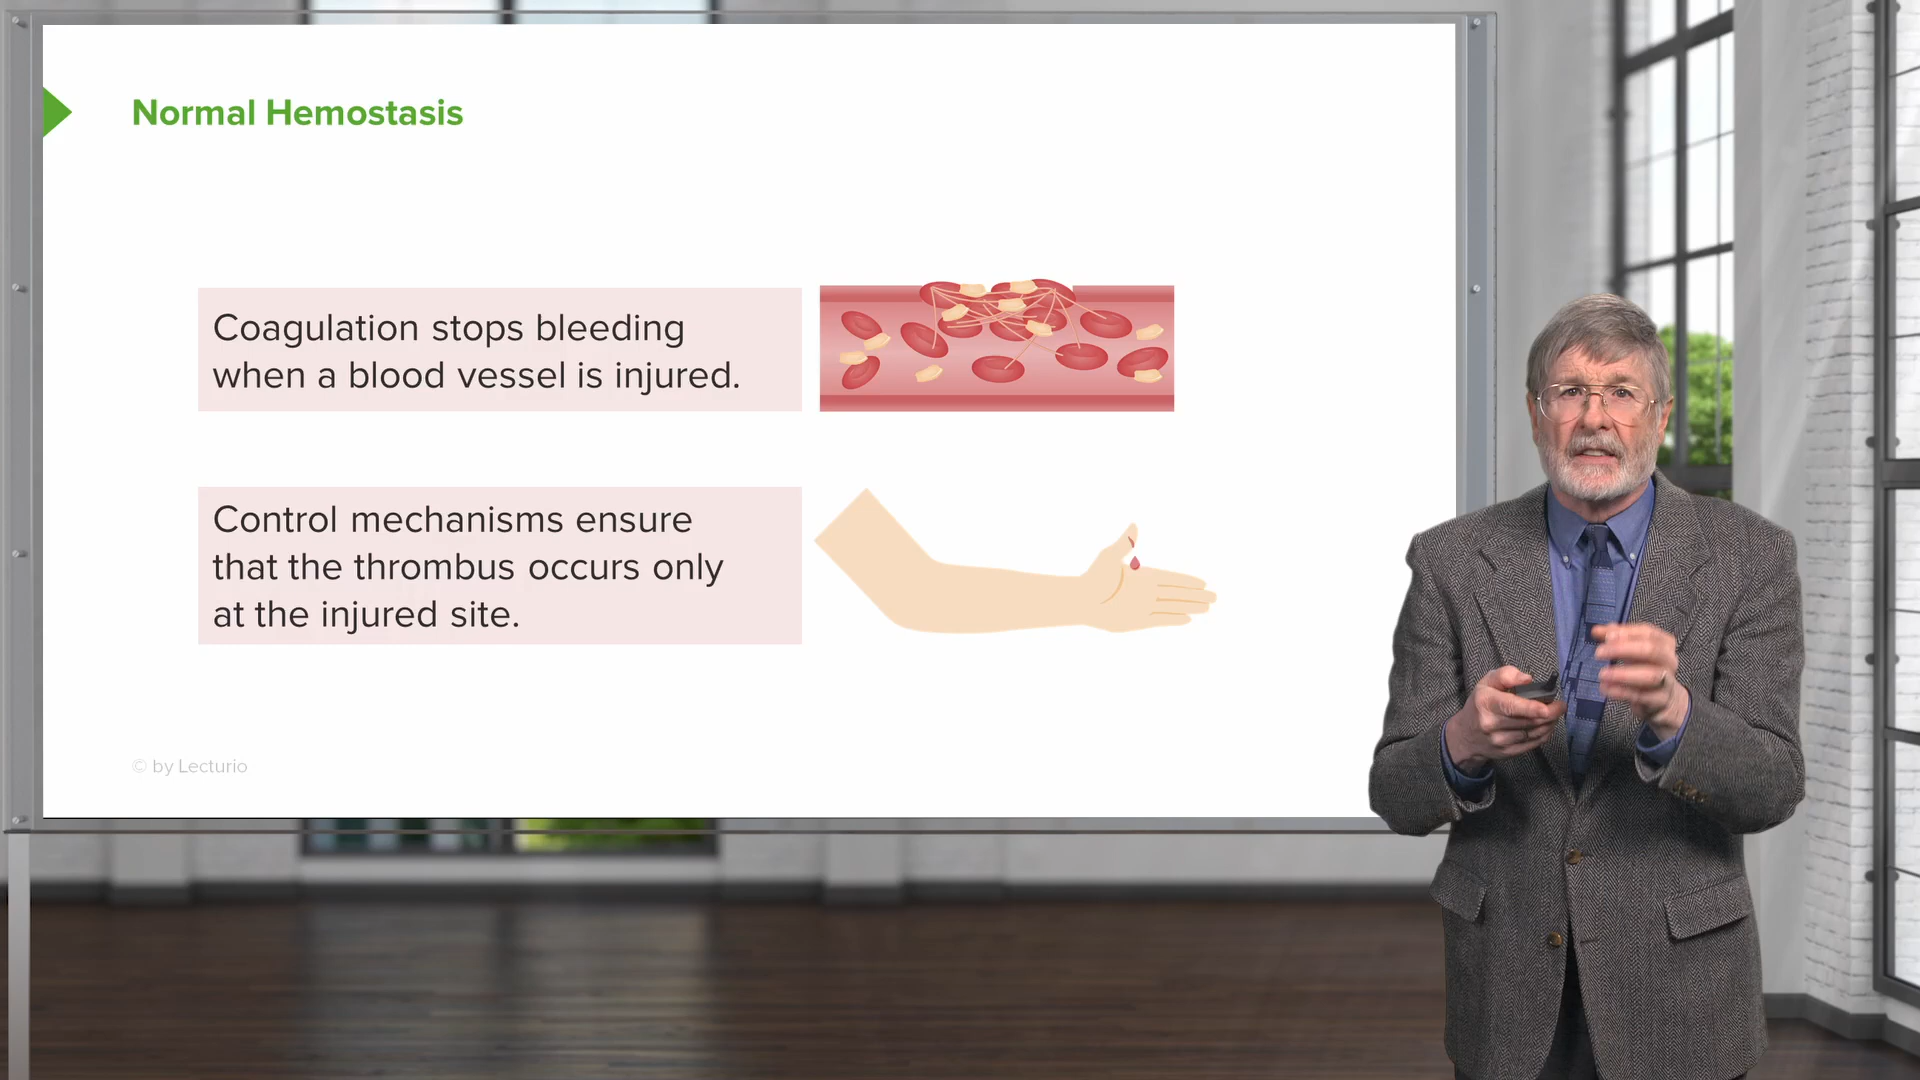 Normal Hemostasis
Coagulation stops bleeding
when a blood vessel is injured.
Control mechanisms ensure
that the thrombus occurs only
at the injured site.
© by Lecturio